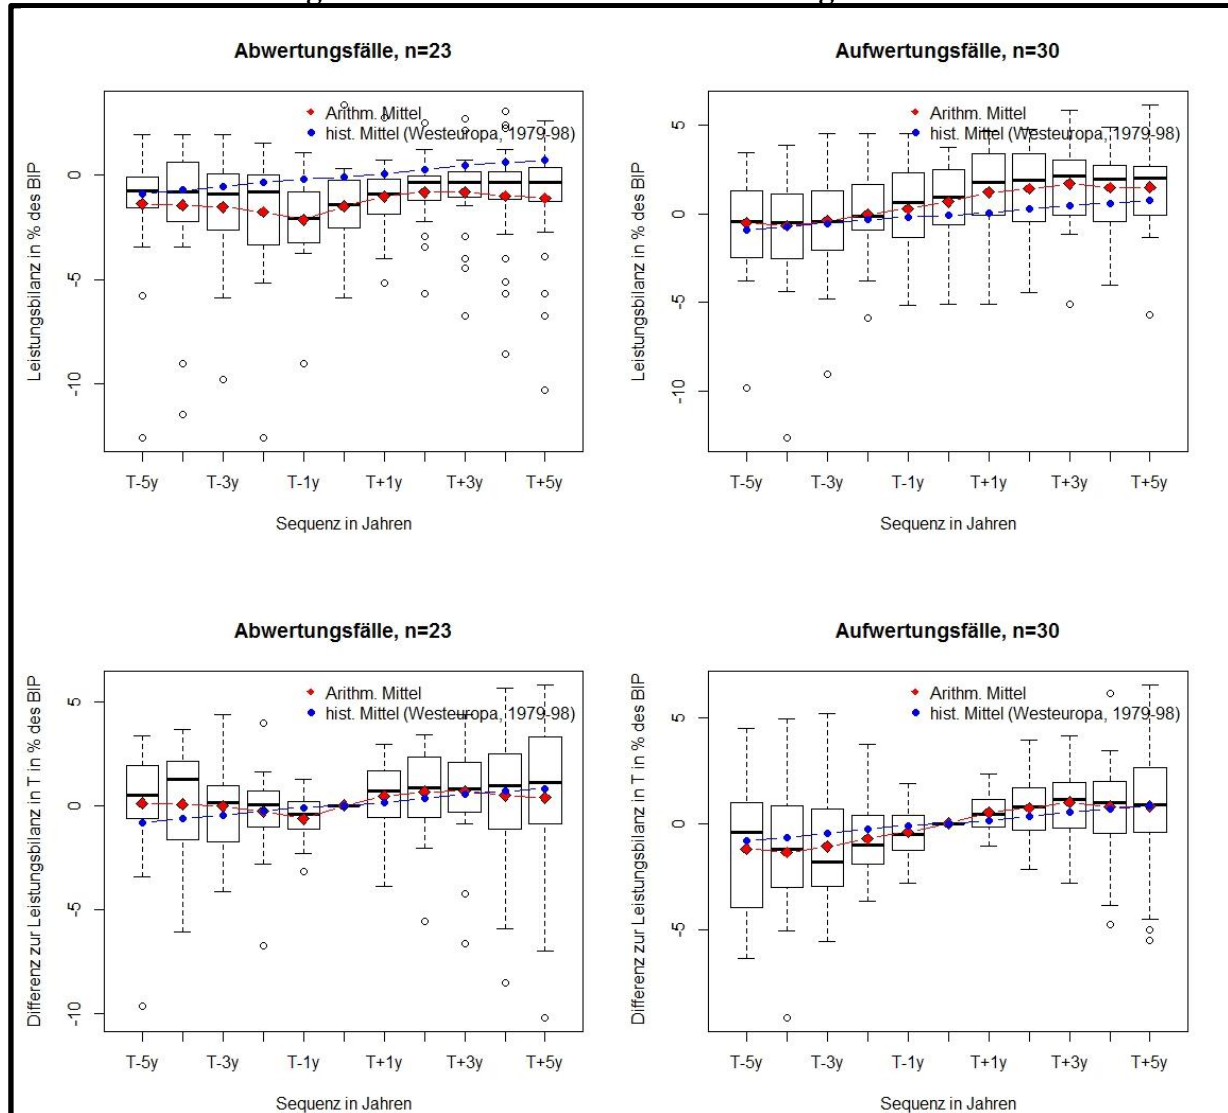 Abwertungsfälle, n=23
Arithm. Mittel
hist. Mittel (Westeuropa, 1979-98)
Leistungsbilanz in % des BIP
0
-5
-10
T-5y T-3y T-1y T+1y T+3y T+5y
Sequenz in Jahren
Aufwertungsfälle, n=30
Arithm. Mittel
hist. Mittel (Westeuropa, 1979-98)
Leistungsbilanz in % des BIP
5
0
-5
-10
T-5y T-3y T-1y T+1y T+3y T+5y
Sequenz in Jahren
Abwertungsfälle, n=23
Arithm. Mittel
hist. Mittel (Westeuropa, 1979-98)
Differenz zur Leistungsbilanz in T in % des BIP
5
0
-5
-10
T-5y T-3y T-1y T+1y T+3y T+5y
Sequenz in Jahren
Aufwertungsfälle, n=30
Arithm. Mittel
hist. Mittel (Westeuropa, 1979-98)
Differenz zur Leistungsbilanz in T in % des BIP
5
0
-5
T-5y T-3y T-1y T+1y T+3y T+5y
Sequenz in Jahren